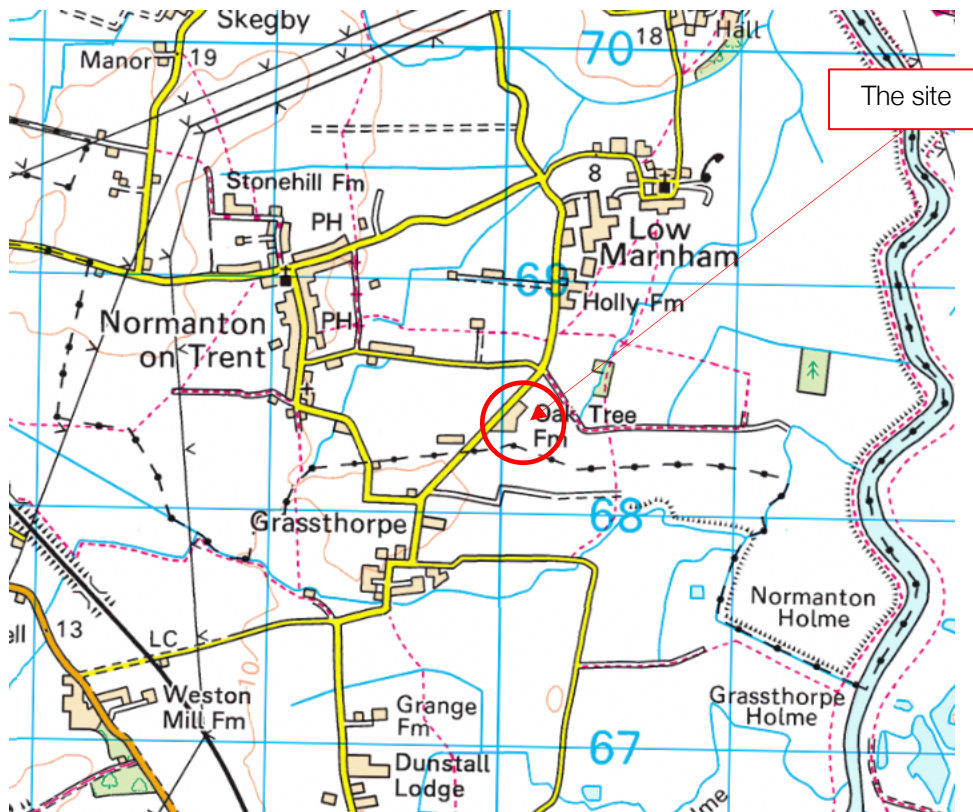 Skegby
Manor
19
70
18
Hall
The site
Stonehill Fm
PH
8
Low
Marnham
69
Holly Fm
Normanton
on Trent
PH
Oak Tree
Fm
68
Grassthorpe
Normanton
Holme
13
LC
10
Weston
Mill Fm
Grange
Fm
Grassthorpe
Holme
67
Dunstall
Lodge